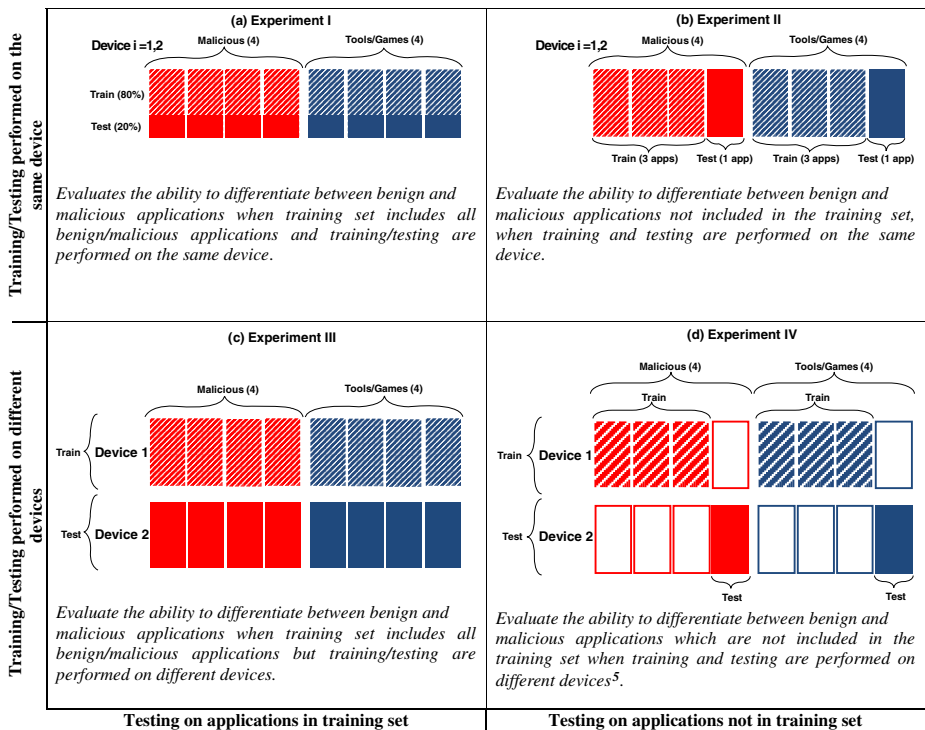 Training/Testing performed on the
same device
(a) Experiment I
Device i =1,2
Malicious (4)
Tools/Games (4)
Train (80%)
Test (20%)
Evaluates the ability to differentiate between benign and
malicious applications when training set includes all
benign/malicious applications and training/testing are
performed on the same device.
(b) Experiment II
Device i=1,2
Malicious (4)
Tools/Games (4)
Train (3 apps)
Test (1 app)
Train (3 apps)
Test (1 app)
Evaluate the ability to differentiate between benign and
malicious applications not included in the training set,
when training and testing are performed on the same
device.
Training/Testing performed on different
devices
(c) Experiment III
Malicious (4)
Tools/Games (4)
Train
Device 1
Test
Device 2
Evaluate the ability to differentiate between benign and
malicious applications when training set includes all
benign/malicious applications but training/testing are
performed on different devices.
(d) Experiment IV
Malicious (4)
Tools/Games (4)
Train
Train
Train
Device 1
Test
Device 2
Test
Test
Evaluate the ability to differentiate between benign and
malicious applications which are not included in the
training set when training and testing are performed on
different devices5.
Testing on applications in training set
Testing on applications not in training set